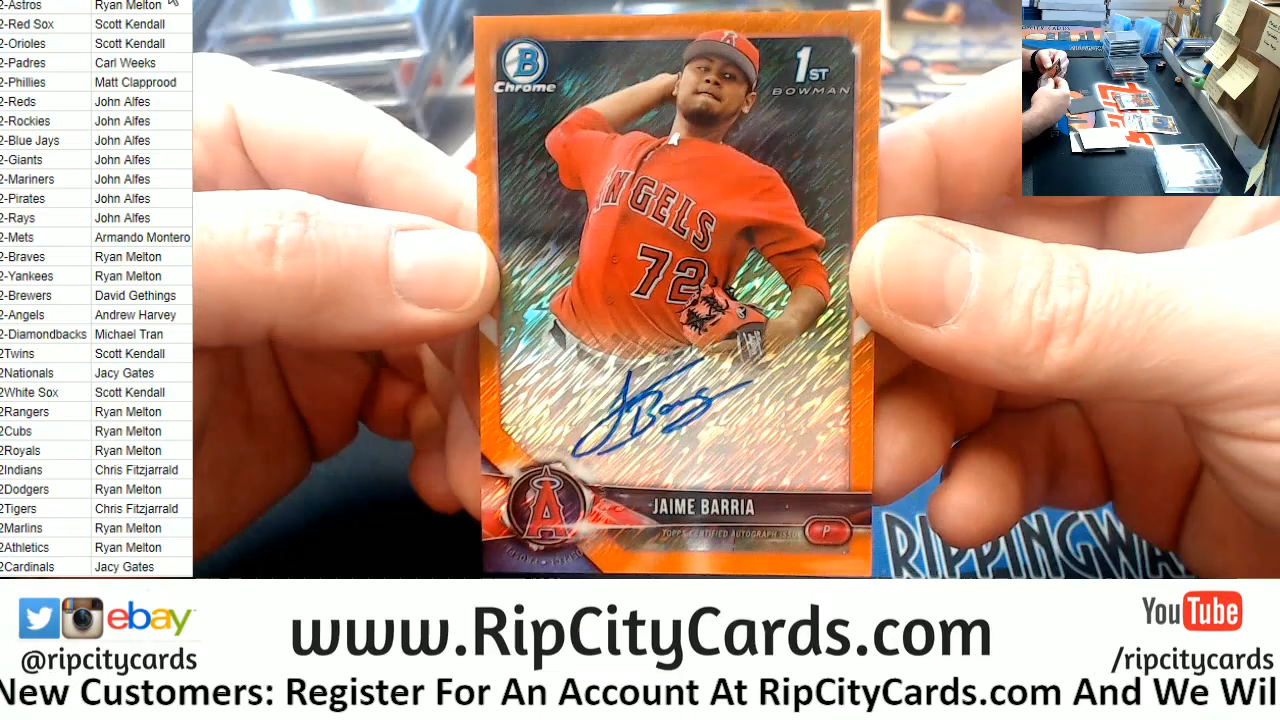 2-Astros Ryan Melton
2-Red Sox Scott Kendall
2-Orioles Scott Kendall
2-Padres Carl Weeks
2-Phillies Matt Clapprood
2-Reds John Alfes
2-Rockies John Alfes
2-Blue Jays John Alfes
2-Giants John Alfes
2-Mariners John Alfes
2-Pirates John Alfes
2-Rays John Alfes
2-Mets Armando Montero
2-Braves Ryan Melton
2-Yankees Ryan Melton
2-Brewers David Gethings
2-Angels Andrew Harvey
2-Diamondbacks Michael Tran
2Twins Scott Kendall
2Nationals Jacy Gates
2White Sox Scott Kendall
2Rangers Ryan Melton
2Cubs Ryan Melton
2Royals Ryan Melton
2Indians Chris Fitzjarrald
2Dodgers Ryan Melton
2Tigers Chris Fitzjarrald
2Marlins Ryan Melton
2Athletics Ryan Melton
2Cardinals Jacy Gates
B
Chrome
1ST
BOWMAN
ANGELS
72
JAIME BARRIA
TOPPS CERTIFIED AUTOGRAPH ISSUE
P
A
RIPPINGWA
ebay
@ripcitycards
www.RipCityCards.com
YouTube
/ripcitycards
New Customers: Register For An Account At RipCityCards.com And We Wil